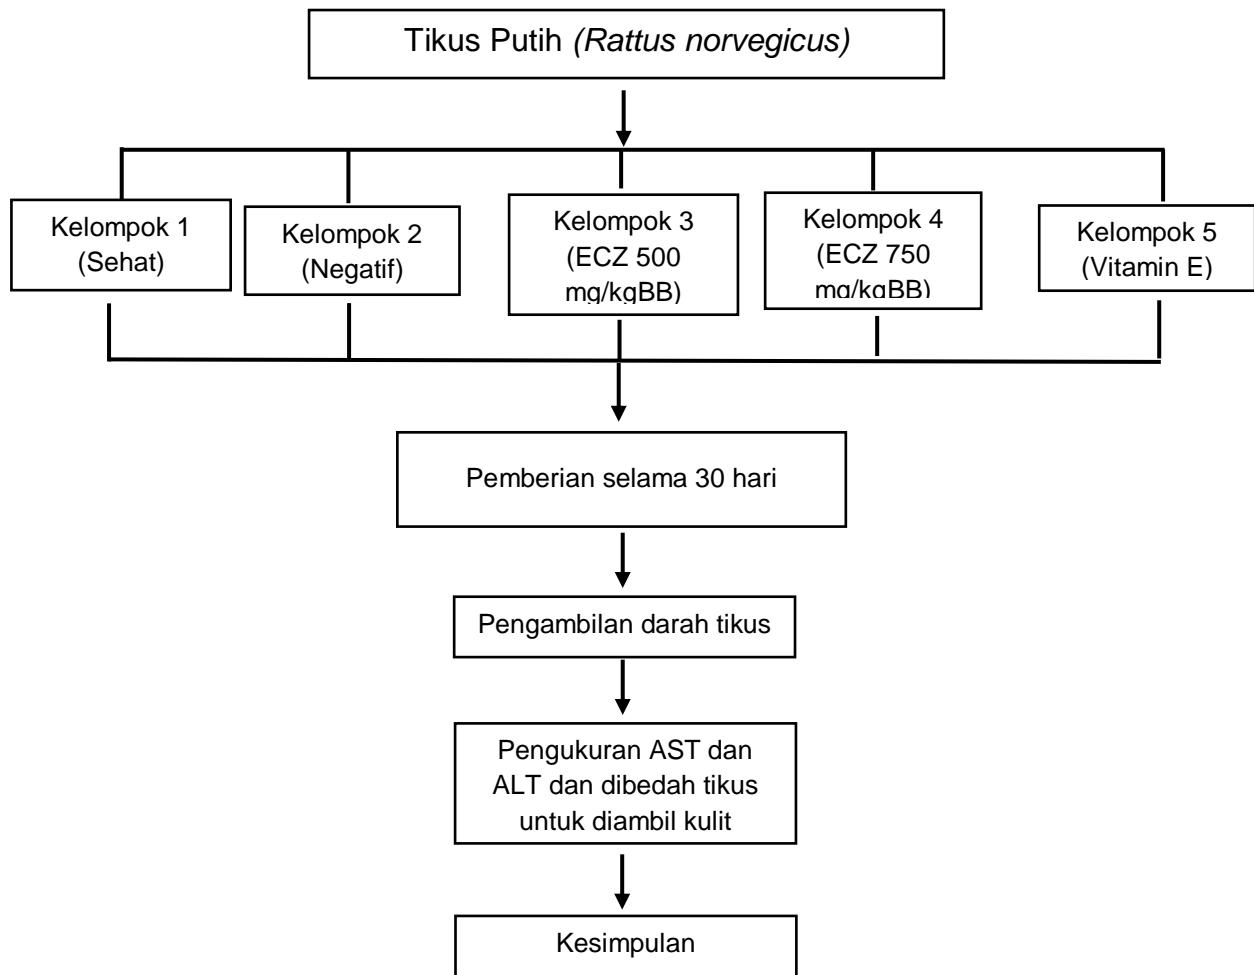 Tikus Putih (Rattus norvegicus)
Kelompok 1
(Sehat)
Kelompok 2
(Negatif)
Kelompok 3
(ECZ 500
mg/kgBB)
Kelompok 4
(ECZ 750
mg/kgBB)
Kelompok 5
(Vitamin E)
Pemberian selama 30 hari
Pengambilan darah tikus
Pengukuran AST dan
ALT dan dibedah tikus
untuk diambil kulit
Kesimpulan